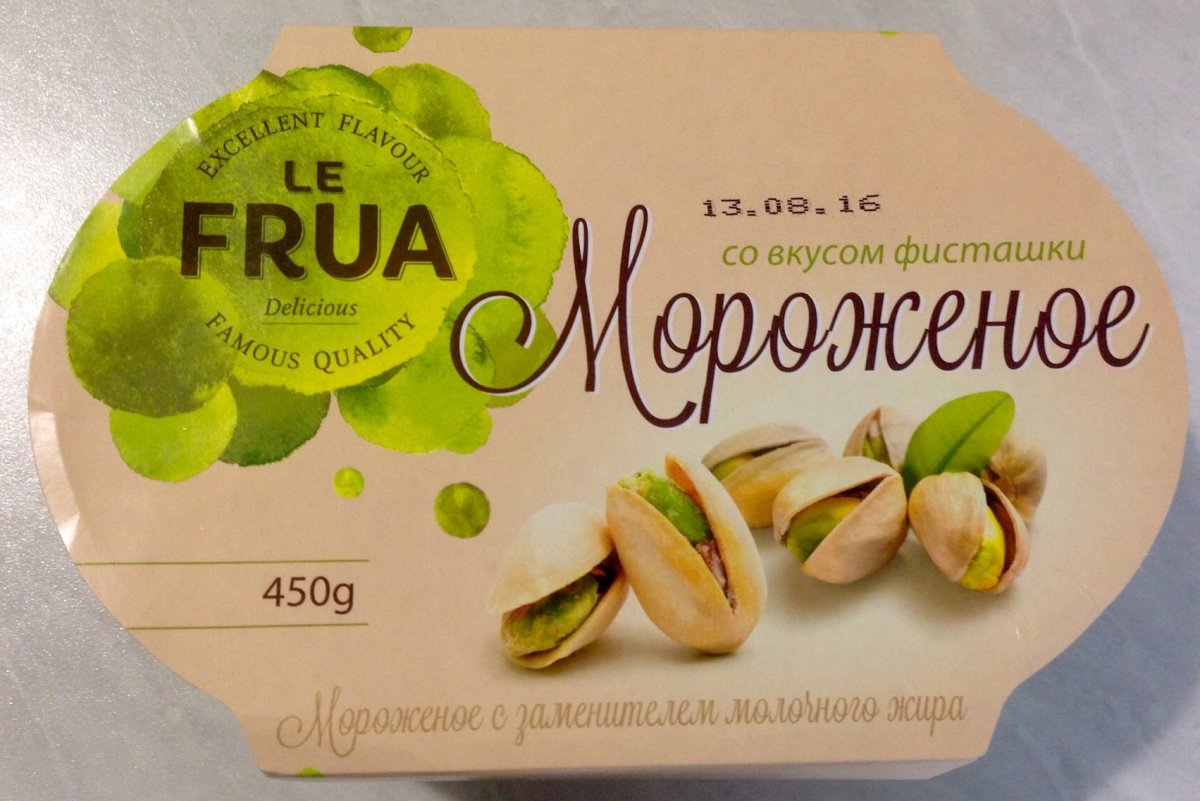 EXCELLENT FLAVOUR
LE
FRUA
Delicious
FAMOUS QUALITY
13.08.16
со вкусом фисташки
Мороженое
450g
Мороженое с заменителем молочного жира